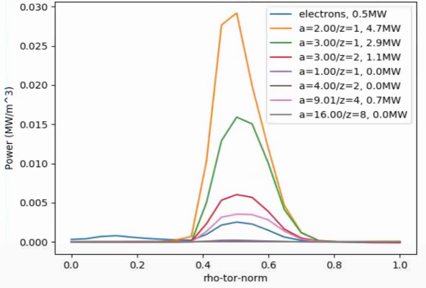 0.030
electrons, 0.5MW
a=2.00/z=1, 4.7MW
a=3.00/z=1, 2.9MW
a=3.00/z=2, 1.1MW
a=1.00/z=1, 0.0MW
a=4.00/z=2, 0.0MW
a=9.01/z=4, 0.7MW
a=16.00/z=8, 0.0MW
0.025
0.020
0.015
0.010
0.005
0.000
Power (MW/m^3)
0.0 0.2 0.4 0.6 0.8 1.0
rho-tor-norm